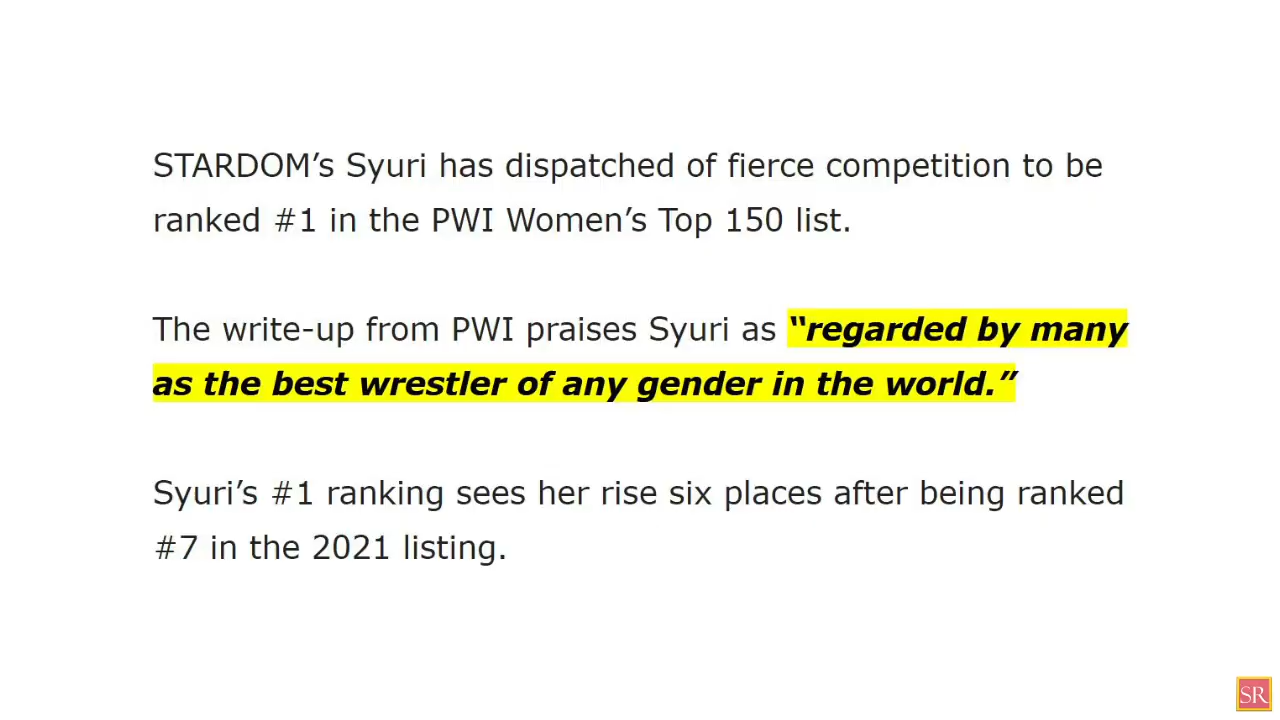 STARDOM’s Syuri has dispatched of fierce competition to be
ranked #1 in the PWI Women’s Top 150 list.
The write-up from PWI praises Syuri as “regarded by many
as the best wrestler of any gender in the world.”
Syuri’s #1 ranking sees her rise six places after being ranked
#7 in the 2021 listing.
SR